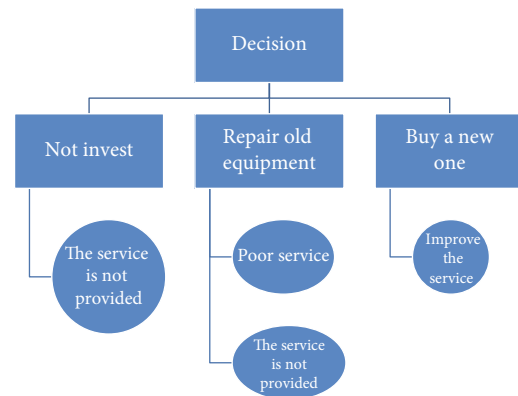 Decision
Not invest
Repair old
equipment
Buy a new
one
The service
is not
provided
Poor service
Improve
the
service
The service
is not
provided